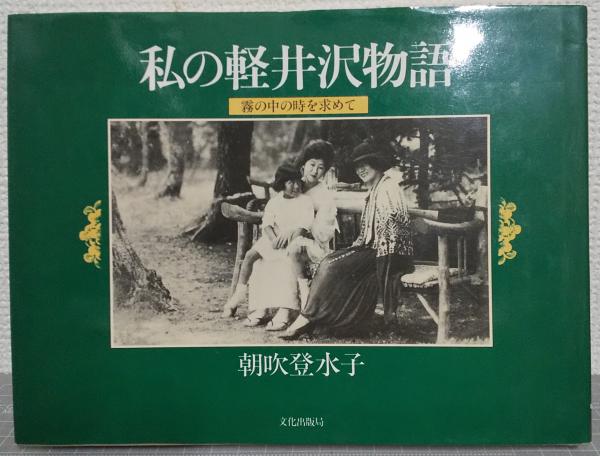 私の軽井沢物語
霧の中の時を求めて
朝吹登水子
文化出版局